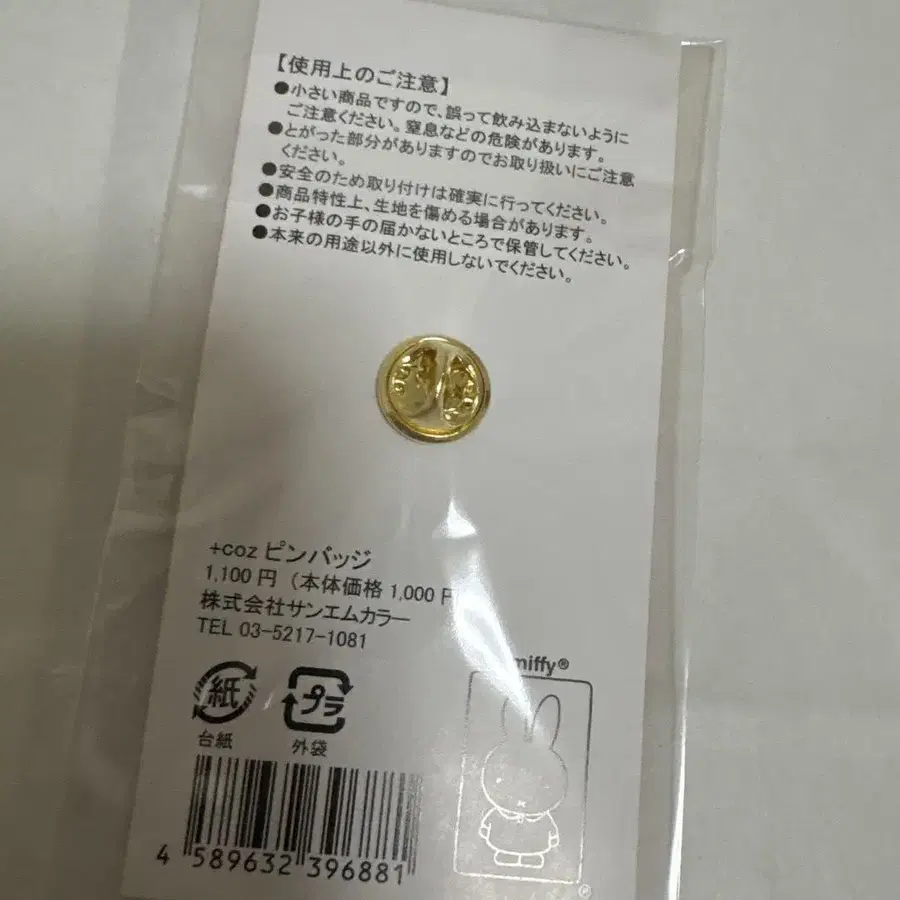 【使用上のご注意】
●小さい商品ですので、誤って飲み込まないように
ご注意ください。窒息などの危険があります。
●とがった部分がありますのでお取り扱いにご注意
ください。
●安全のため取り付けは確実に行ってください。
●商品特性上、生地を傷める場合があります。
●お子様の手の届かないところで保管してください。
●本来の用途以外に使用しないでください。
+coz ピンバッジ
1,100 円 (本体価格 1,000 円
株式会社サンエムカラー
TEL 03-5217-1081
miffy®
紙
プラ
台紙
外袋
4 589632 396881
®